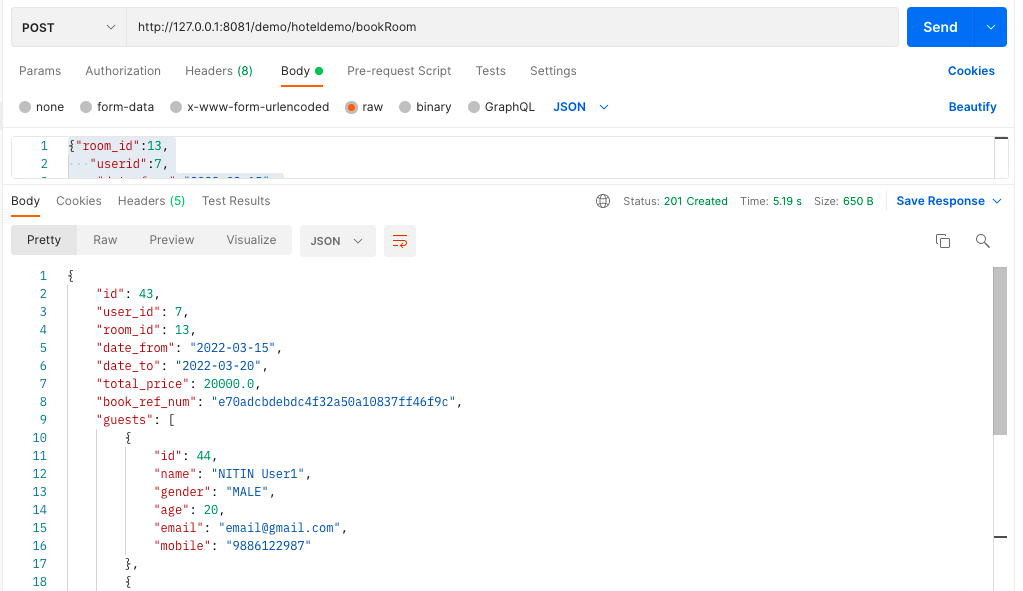 POST http://127.0.0.1:8081/demo/hoteldemo/bookRoom Send
Params Authorization Headers (8) Body Pre-request Script Tests Settings Cookies
none form-data x-www-form-urlencoded raw binary GraphQL JSON Beautify
1 {"room_id":13,
2 "userid":7,
Body Cookies Headers (5) Test Results Status: 201 Created Time: 5.19 s Size: 650 B Save Response
Pretty Raw Preview Visualize JSON
1 {
2 "id": 43,
3 "user_id": 7,
4 "room_id": 13,
5 "date_from": "2022-03-15",
6 "date_to": "2022-03-20",
7 "total_price": 20000.0,
8 "book_ref_num": "e70adcbdebdc4f32a50a10837ff46f9c",
9 "guests": [
10 {
11 "id": 44,
12 "name": "NITIN User1",
13 "gender": "MALE",
14 "age": 20,
15 "email": "email@gmail.com",
16 "mobile": "9886122987"
17 },
18 {